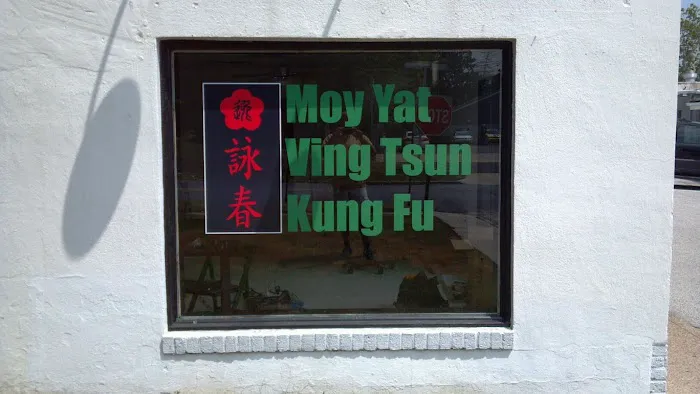 詠春
Moy Yat
Ving Tsun
Kung Fu
STOP